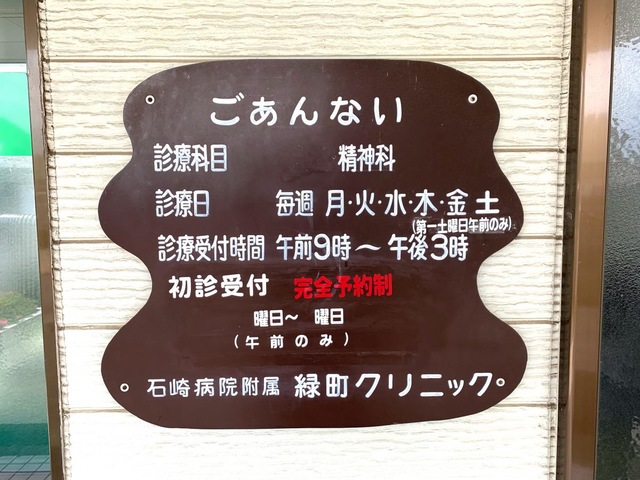 ごあんない
診療科目 精神科
診療日 毎週 月・火・水・木・金 土
(第一土曜日午前のみ)
診療受付時間 午前9時〜午後3時
初診受付 完全予約制
曜日〜 曜日
(午前のみ)
石崎病院附属 緑町クリニック